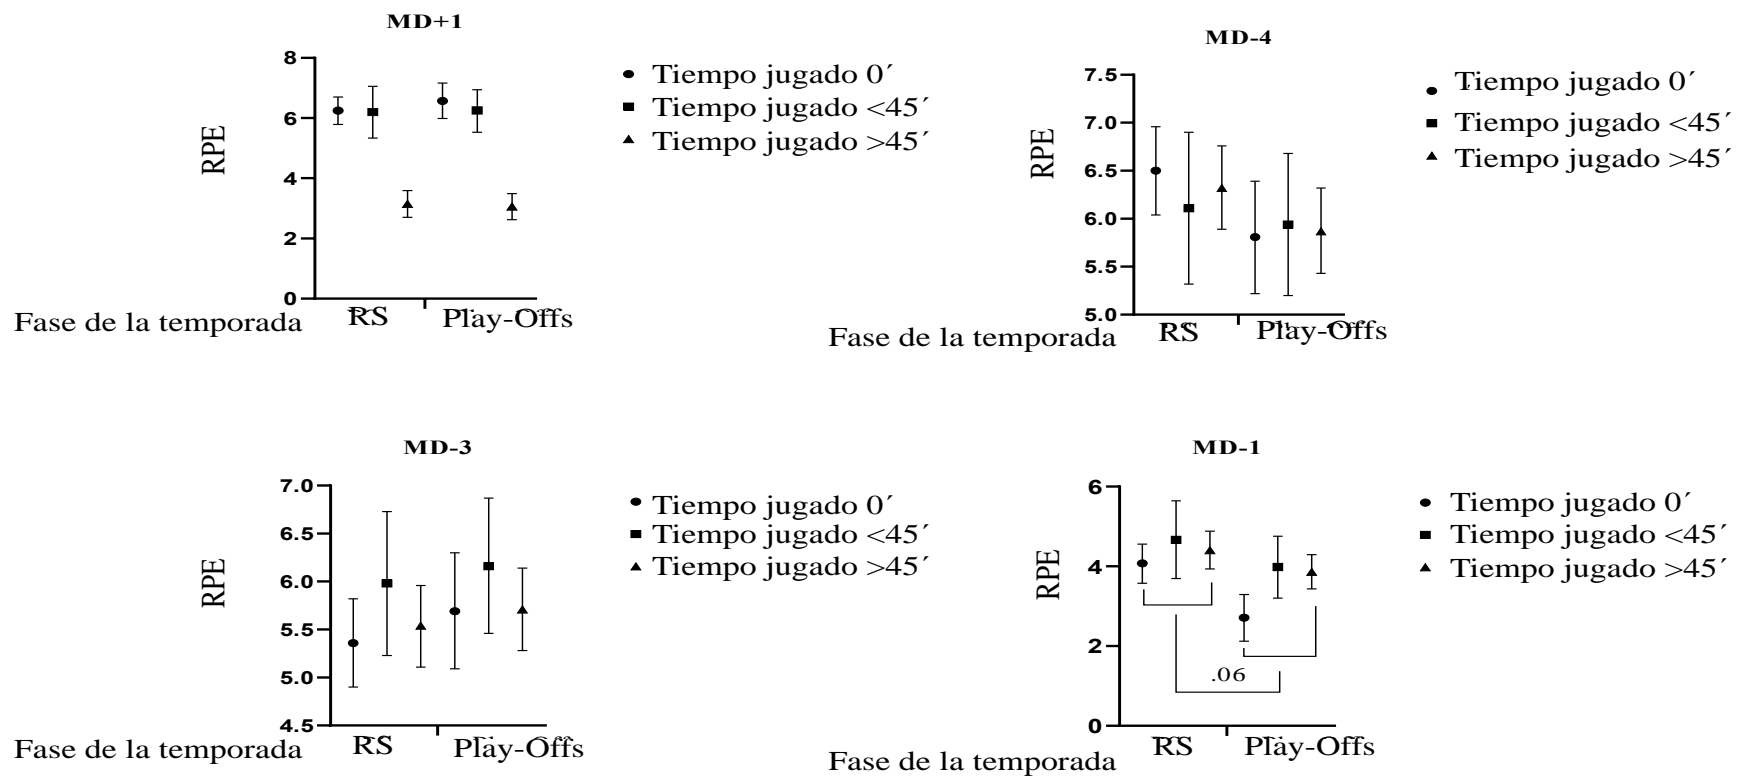 MD+1
8
6
4
2
0
RPE
Tiempo jugado 0´
Tiempo jugado <45´
Tiempo jugado >45´
Fase de la temporada
RS
Play-Offs
MD-4
7.5
7.0
6.5
6.0
5.5
5.0
RPE
Tiempo jugado 0´
Tiempo jugado <45´
Tiempo jugado >45´
Fase de la temporada
RS
Play-Offs
MD-3
7.0
6.5
6.0
5.5
5.0
4.5
RPE
Tiempo jugado 0´
Tiempo jugado <45´
Tiempo jugado >45´
Fase de la temporada
RS
Play-Offs
MD-1
6
4
2
0
RPE
.06
Tiempo jugado 0´
Tiempo jugado <45´
Tiempo jugado >45´
Fase de la temporada
RS
Play-Offs